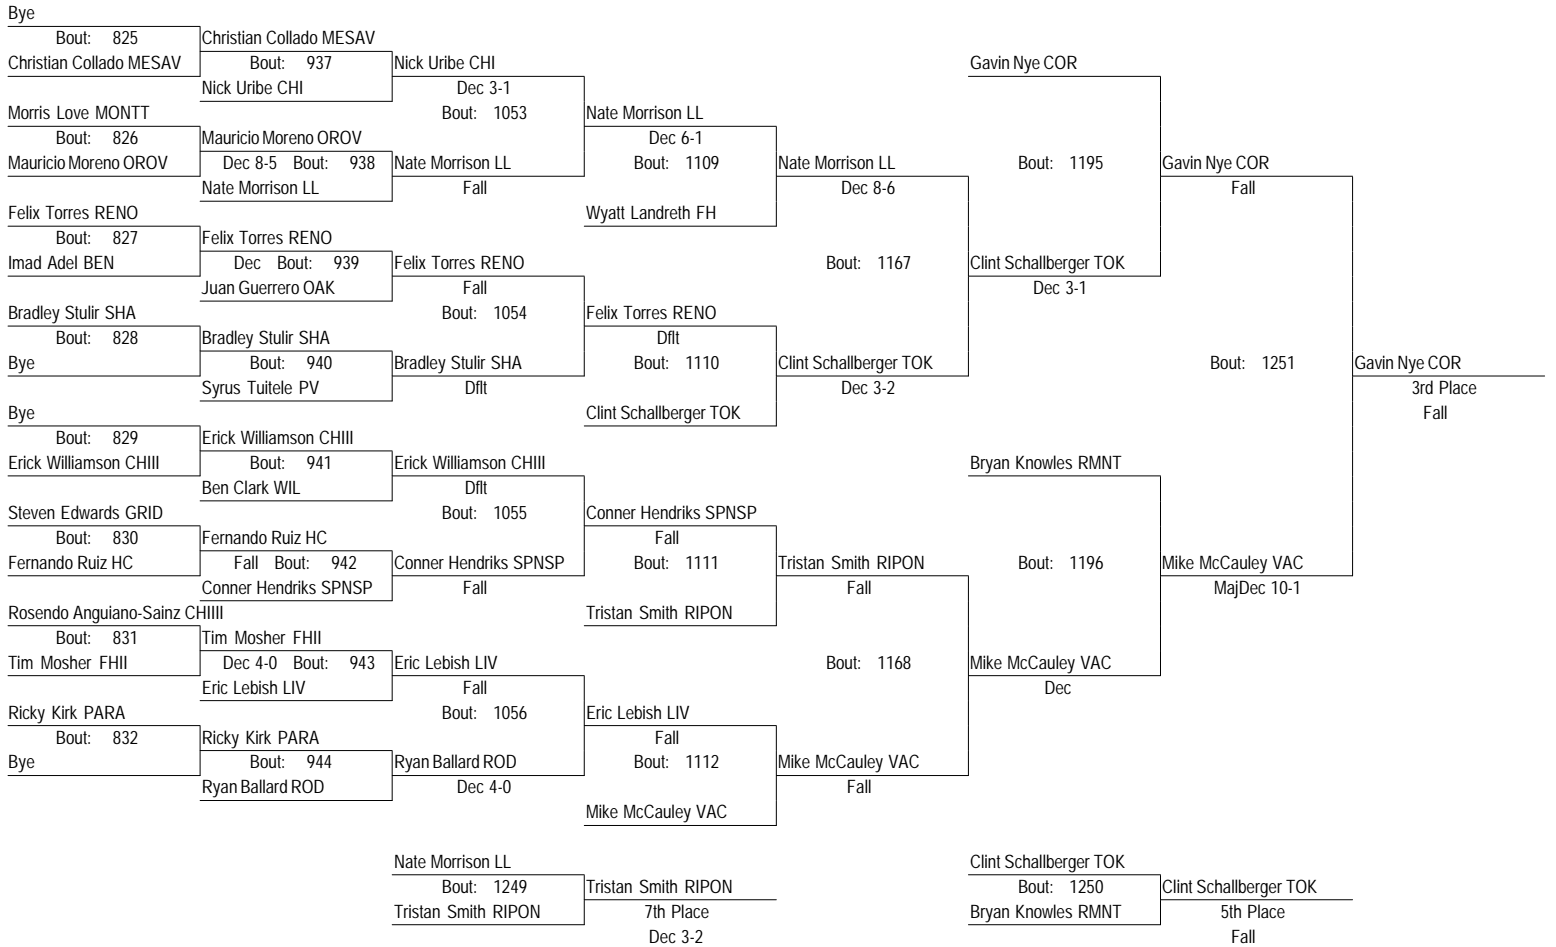 Bye
Bout: 825 Christian Collado MESAV
Christian Collado MESAV Bout: 937 Nick Uribe CHI Gavin Nye COR
Nick Uribe CHI Dec 3-1
Morris Love MONTT Bout: 1053 Nate Morrison LL
Bout: 826 Mauricio Moreno OROV Dec 6-1
Mauricio Moreno OROV Dec 8-5 Bout: 938 Nate Morrison LL Bout: 1109 Nate Morrison LL Bout: 1195 Gavin Nye COR
Nate Morrison LL Fall Dec 8-6 Fall
Felix Torres RENO Wyatt Landreth FH
Bout: 827 Felix Torres RENO
Imad Adel BEN Dec Bout: 939 Felix Torres RENO Bout: 1167 Clint Schallberger TOK
Juan Guerrero OAK Fall Dec 3-1
Bradley Stulir SHA Bout: 1054 Felix Torres RENO
Bout: 828 Bradley Stulir SHA Dflt
Bye Bout: 940 Bradley Stulir SHA Bout: 1110 Clint Schallberger TOK Bout: 1251 Gavin Nye COR
Syrus Tuitele PV Dflt Dec 3-2 3rd Place
Bye Clint Schallberger TOK Fall
Bout: 829 Erick Williamson CHIII
Erick Williamson CHIII Bout: 941 Erick Williamson CHIII Bryan Knowles RMNT
Ben Clark WIL Dflt
Steven Edwards GRID Bout: 1055 Conner Hendriks SPNSP
Bout: 830 Fernando Ruiz HC Fall
Fernando Ruiz HC Fall Bout: 942 Conner Hendriks SPNSP Bout: 1111 Tristan Smith RIPON Bout: 1196 Mike McCauley VAC
Conner Hendriks SPNSP Fall Fall MajDec 10-1
Rosendo Anguiano-Sainz CHIIII Tristan Smith RIPON
Bout: 831 Tim Mosher FHII
Tim Mosher FHII Dec 4-0 Bout: 943 Eric Lebish LIV Bout: 1168 Mike McCauley VAC
Eric Lebish LIV Fall Dec
Ricky Kirk PARA Bout: 1056 Eric Lebish LIV
Bout: 832 Ricky Kirk PARA Fall
Bye Bout: 944 Ryan Ballard ROD Bout: 1112 Mike McCauley VAC
Ryan Ballard ROD Dec 4-0 Fall
Mike McCauley VAC
Nate Morrison LL Clint Schallberger TOK
Bout: 1249 Tristan Smith RIPON Bout: 1250 Clint Schallberger TOK
Tristan Smith RIPON 7th Place Bryan Knowles RMNT 5th Place
Dec 3-2 Fall